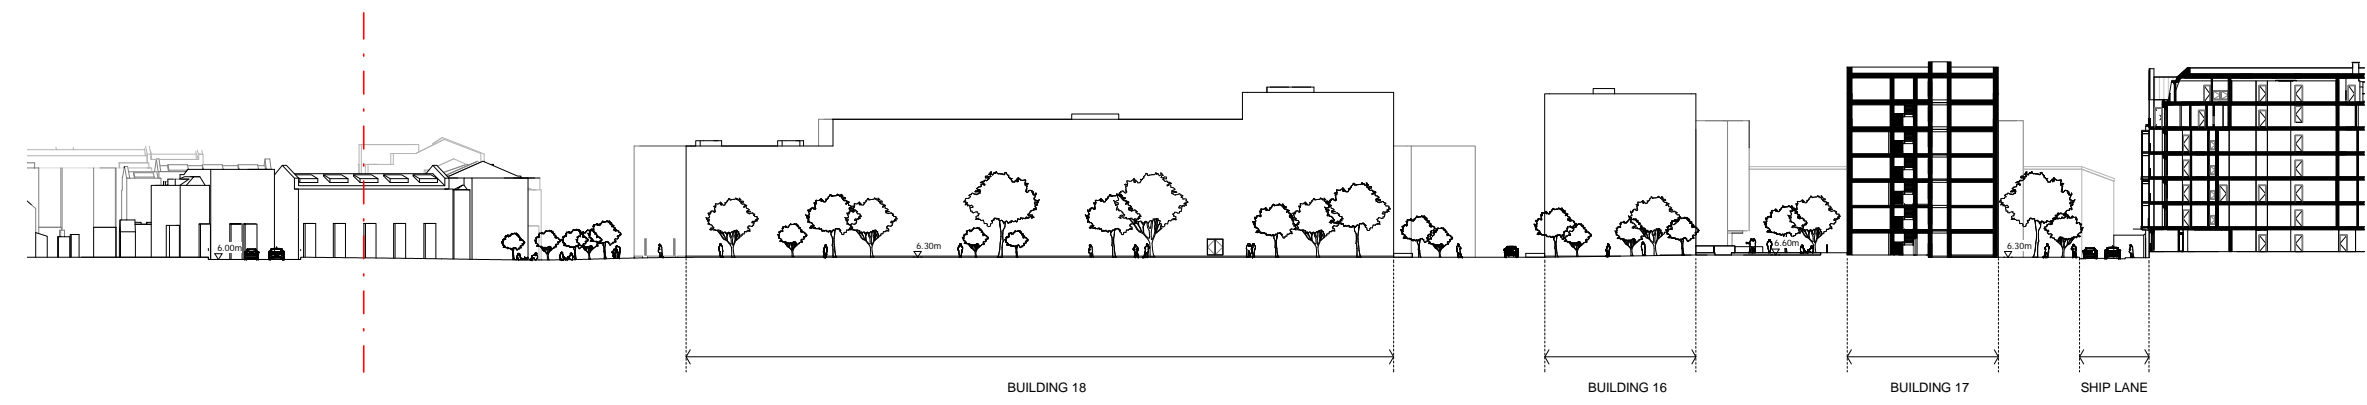 6.00m
6.30m
6.60m
6.30m
BUILDING 18
BUILDING 16
BUILDING 17
SHIP LANE